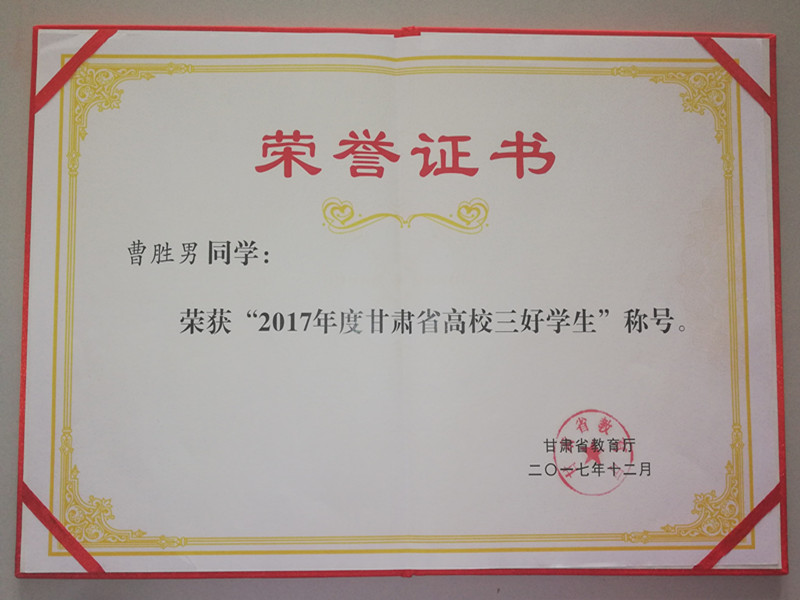 荣誉证书
曹胜男 同学：
荣获“2017年度甘肃省高校三好学生”称号。
甘肃省教育厅
二〇一七年十二月